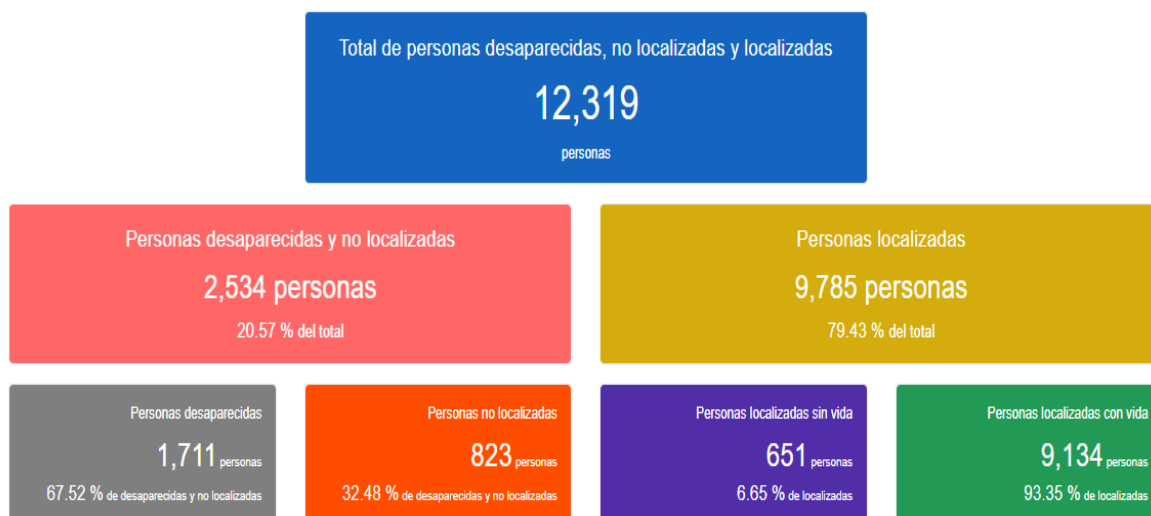 Total de personas desaparecidas, no localizadas y localizadas
12,319
personas
Personas desaparecidas y no localizadas
2,534 personas
20.57 % del total
Personas localizadas
9,785 personas
79.43 % del total
Personas desaparecidas
1,711 personas
67.52 % de desaparecidas y no localizadas
Personas no localizadas
823 personas
32.48 % de desaparecidas y no localizadas
Personas localizadas sin vida
651 personas
6.65 % de localizadas
Personas localizadas con vida
9,134 personas
93.35 % de localizadas